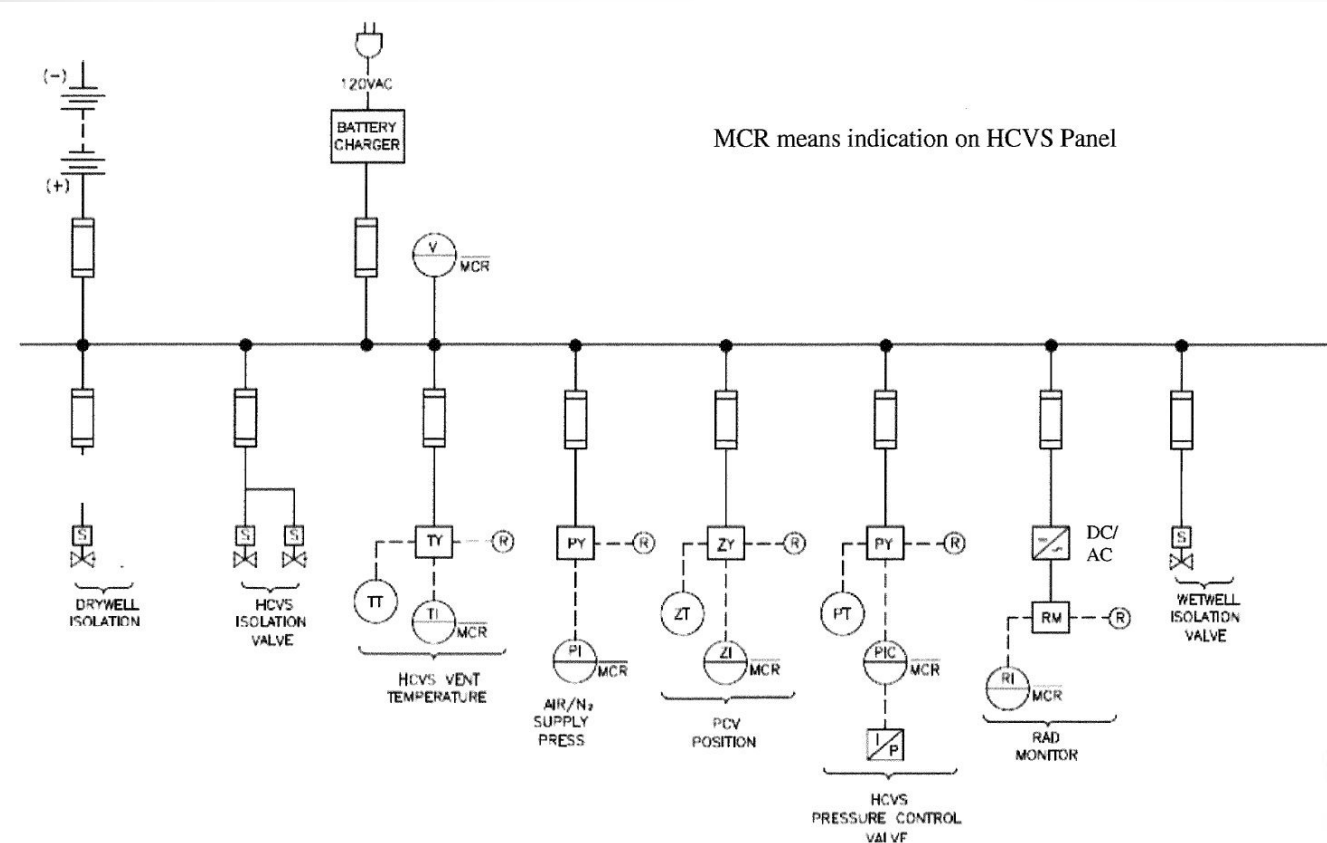 (-)
(+)
120VAC
BATTERY
CHARGER
MCR means indication on HCVS Panel
V
MCR
S
DRYWELL
ISOLATION
S
S
HCVS
ISOLATION
VALVE
TY
R
TT
TI
MCR
HCVS VENT
TEMPERATURE
PY
R
PI
MCR
AIR/N₂
SUPPLY
PRESS
ZY
R
ZT
ZI
MCR
PCV
POSITION
PY
R
PT
PIC
MCR
I/P
HCVS
PRESSURE CONTROL
VALVE
DC/
AC
RM
R
RI
MCR
RAD
MONITOR
S
WETWELL
ISOLATION
VALVE